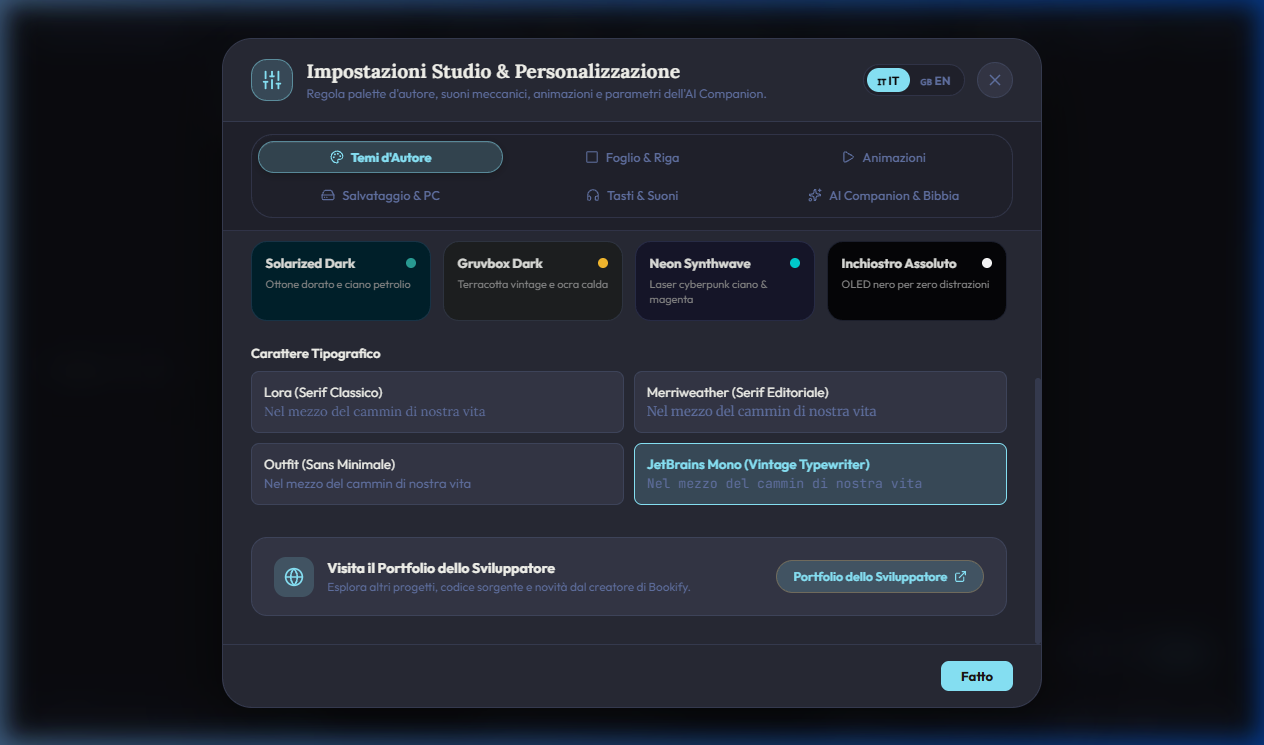 Impostazioni Studio & Personalizzazione
Regola palette d'autore, suoni meccanici, animazioni e parametri dell'AI Companion.
IT IT
GB EN
Temi d'Autore
Foglio & Riga
Animazioni
Salvataggio & PC
Tasti & Suoni
AI Companion & Bibbia
Solarized Dark
Ottone dorato e ciano petrolio
Gruvbox Dark
Terracotta vintage e ocra calda
Neon Synthwave
Laser cyberpunk ciano &
magenta
Inchiostro Assoluto
OLED nero per zero distrazioni
Carattere Tipografico
Lora (Serif Classico)
Nel mezzo del cammin di nostra vita
Merriweather (Serif Editoriale)
Nel mezzo del cammin di nostra vita
Outfit (Sans Minimale)
Nel mezzo del cammin di nostra vita
JetBrains Mono (Vintage Typewriter)
Nel mezzo del cammin di nostra vita
Visita il Portfolio dello Sviluppatore
Esplora altri progetti, codice sorgente e novità dal creatore di Bookify.
Portfolio dello Sviluppatore
Fatto